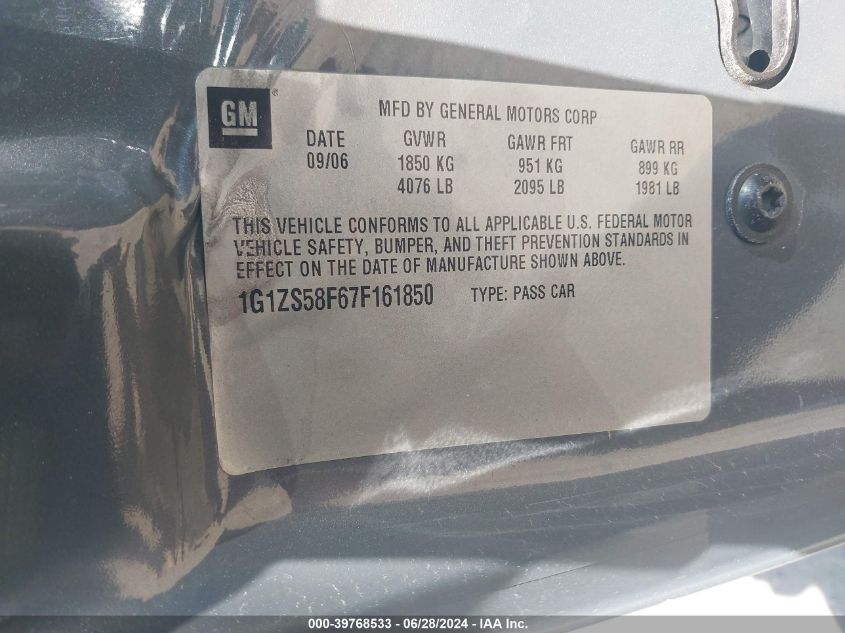 GM
MFD BY GENERAL MOTORS CORP
DATE GVWR GAWR FRT GAWR RR
09/06 1850 KG 951 KG 899 KG
4076 LB 2095 LB 1981 LB
THIS VEHICLE CONFORMS TO ALL APPLICABLE U.S. FEDERAL MOTOR
VEHICLE SAFETY, BUMPER, AND THEFT PREVENTION STANDARDS IN
EFFECT ON THE DATE OF MANUFACTURE SHOWN ABOVE.
1G1ZS58F67F161850 TYPE: PASS CAR
000-39768533 - 06/28/2024 - IAA Inc.